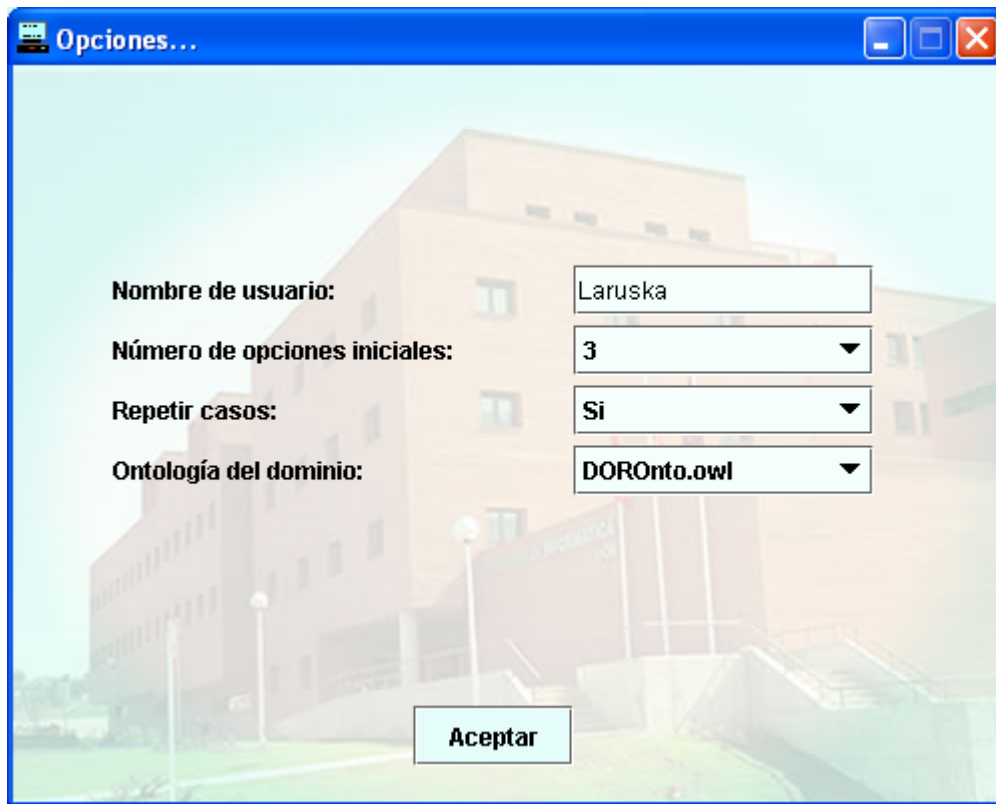 Opciones...
Nombre de usuario: Laruska
Número de opciones iniciales: 3
Repetir casos: Si
Ontología del dominio: DOROnto.owl
INFORMATICA
Aceptar